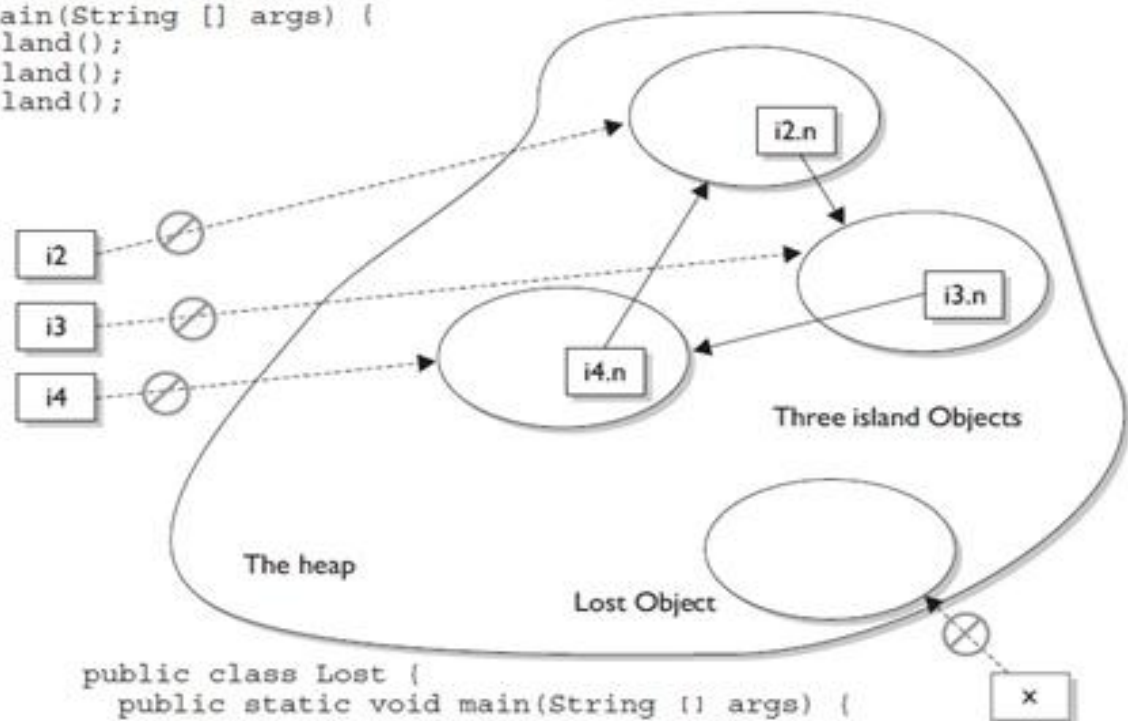 ain(String [] args) {
land();
land();
land();
i2.n
i2
i3
i3.n
i4.n
i4
Three island Objects
The heap
Lost Object
public class Lost {
public static void main(String [] args) {
x